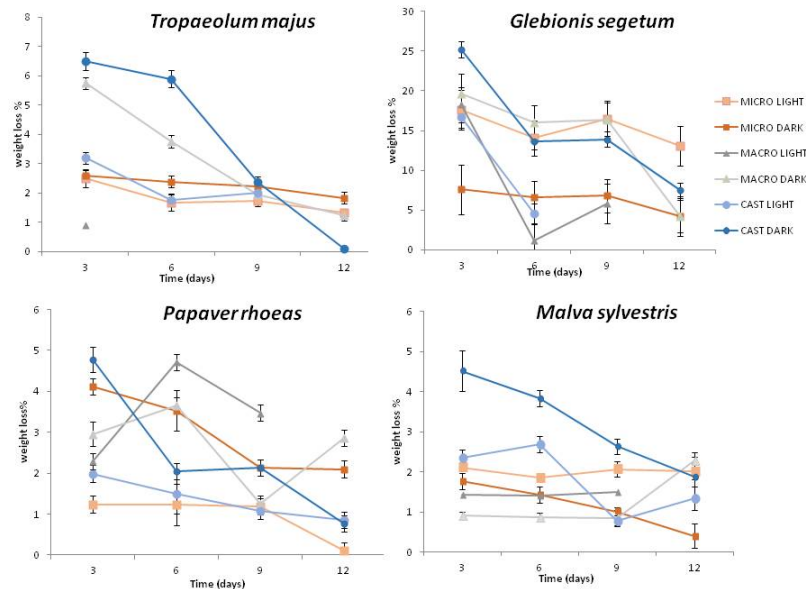 Tropaeolum majus
8
7
6
5
4
3
2
1
0
weight loss %
3 6 9 12
Time (days)
Glebionis segetum
30
25
20
15
10
5
0
weight loss %
3 6 9 12
Time (days)
MICRO LIGHT
MICRO DARK
MACRO LIGHT
MACRO DARK
CAST LIGHT
CAST DARK
Papaver rhoeas
6
5
4
3
2
1
0
weight loss%
3 6 9 12
Time (days)
Malva sylvestris
6
5
4
3
2
1
0
weight loss %
3 6 9 12
Time (days)